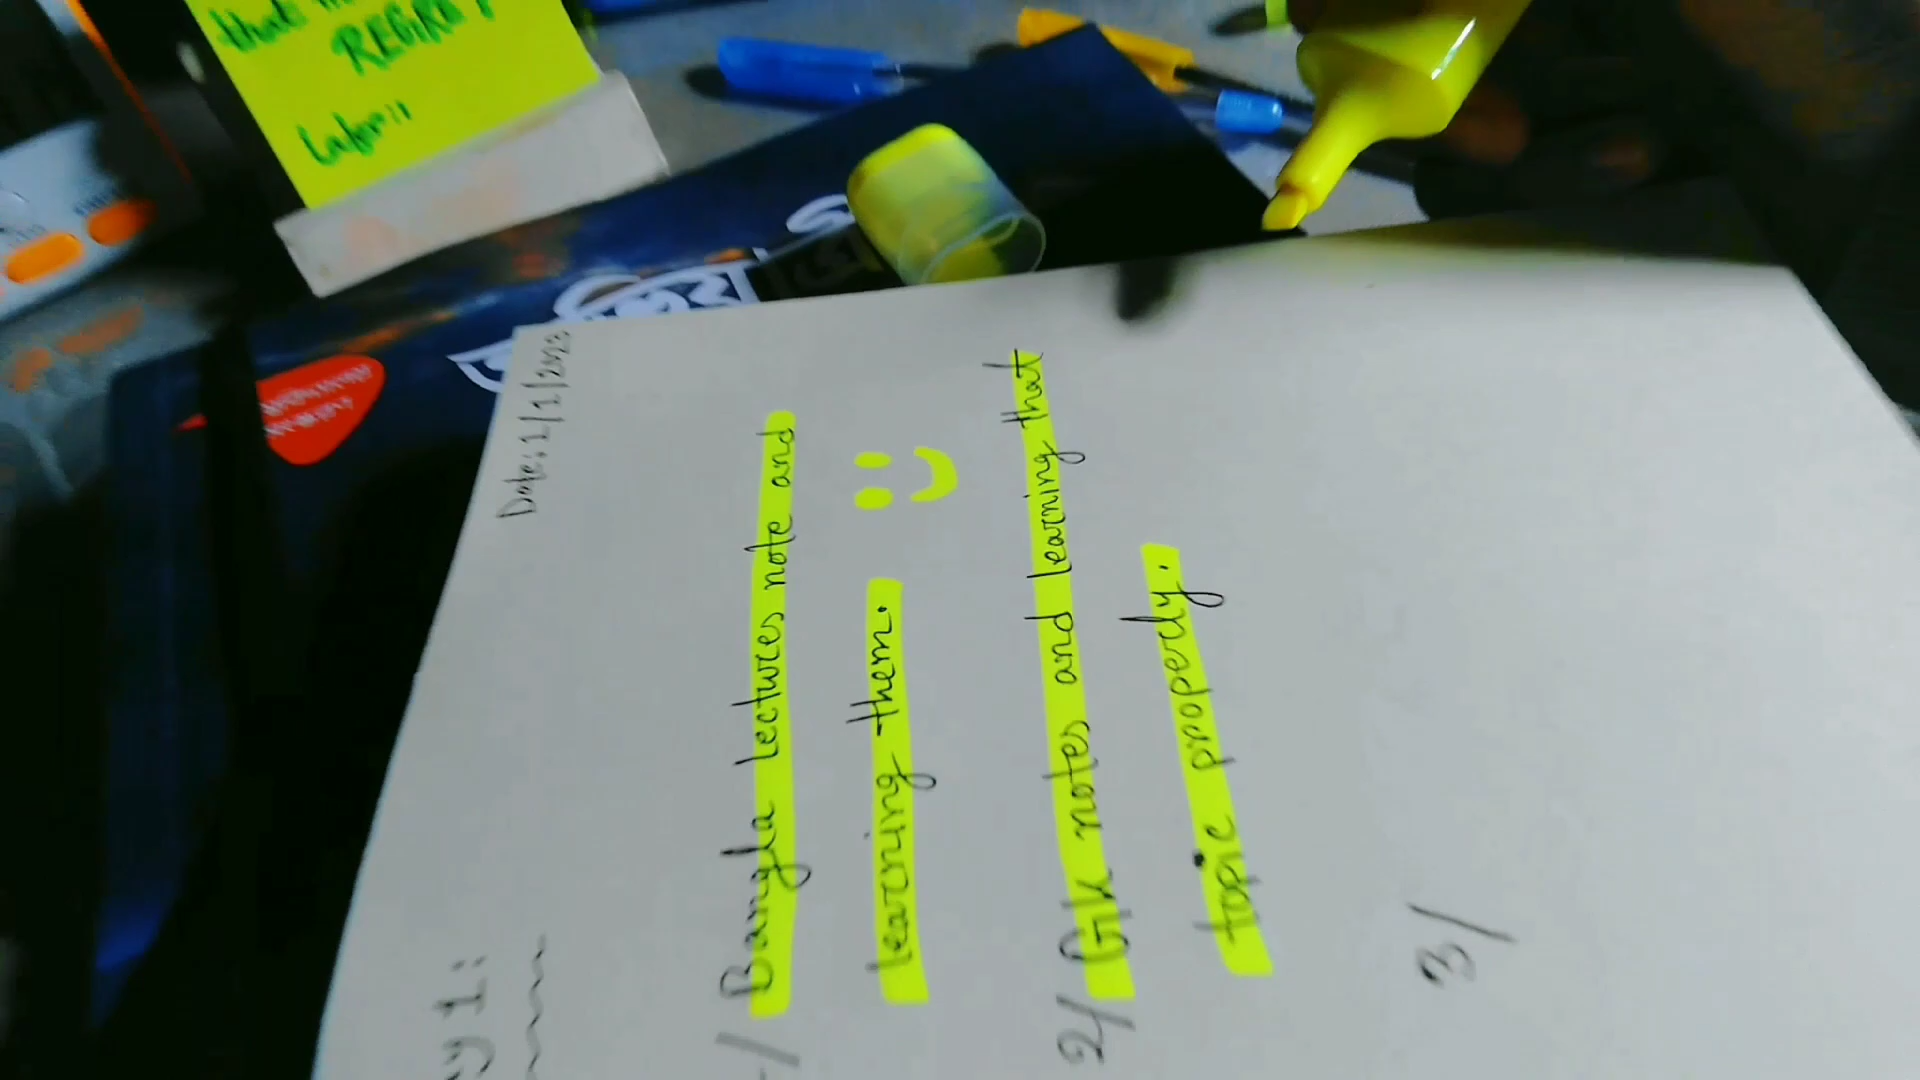 REGRET
Later!!
Date: 1/1/2023
y 1:
1/ Bangla Lectures note and
learning them.
2/ GK notes and learning that
topic properly.
3/